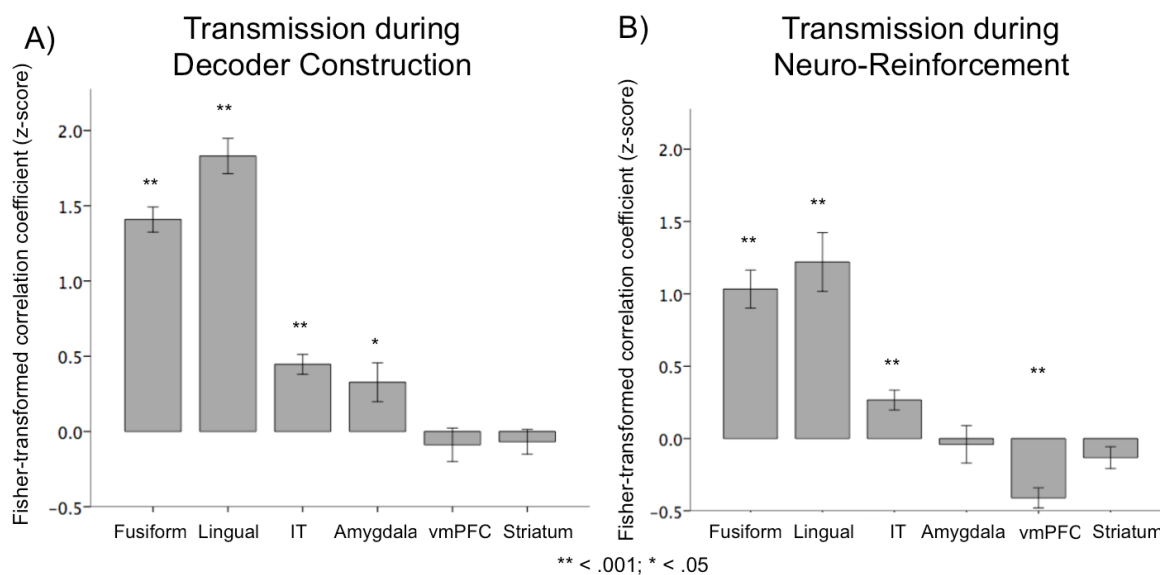 A)
Transmission during
Decoder Construction
Fisher-transformed correlation coefficient (z-score)
2.0
1.5
1.0
0.5
0.0
−0.5
**
**
**
*
Fusiform Lingual IT Amygdala vmPFC Striatum
B)
Transmission during
Neuro-Reinforcement
Fisher-transformed correlation coefficient (z-score)
2.0
1.5
1.0
0.5
0.0
−0.5
**
**
**
**
Fusiform Lingual IT Amygdala vmPFC Striatum
** < .001; * < .05